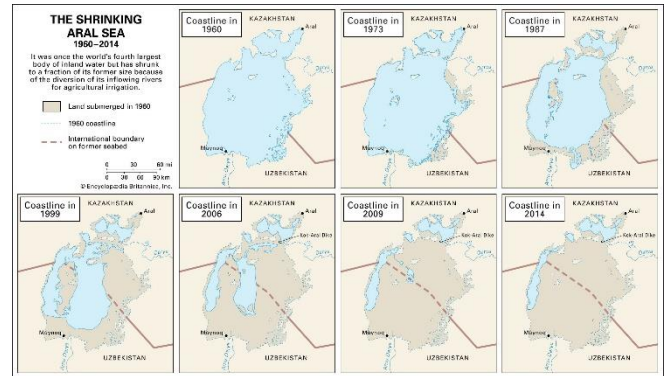 THE SHRINKING
ARAL SEA
1960–2014
It was once the world's fourth largest
body of inland water but has shrunk
to a fraction of its former size because
of the diversion of its inflowing rivers
for agricultural irrigation.
Land submerged in 1960
1960 coastline
International boundary
on former seabed
0 30 60 mi
0 30 60 90 km
© Encyclopædia Britannica, Inc.
Coastline in
1960
KAZAKHSTAN
Aral
Mŭynoq
UZBEKISTAN
Coastline in
1973
KAZAKHSTAN
Aral
Mŭynoq
UZBEKISTAN
Coastline in
1987
KAZAKHSTAN
Aral
Mŭynoq
UZBEKISTAN
Coastline in
1999
KAZAKHSTAN
Aral
Mŭynoq
UZBEKISTAN
Coastline in
2006
KAZAKHSTAN
Aral
Kok-Aral Dike
Mŭynoq
UZBEKISTAN
Coastline in
2009
KAZAKHSTAN
Aral
Kok-Aral Dike
Mŭynoq
UZBEKISTAN
Coastline in
2014
KAZAKHSTAN
Aral
Kok-Aral Dike
Mŭynoq
UZBEKISTAN